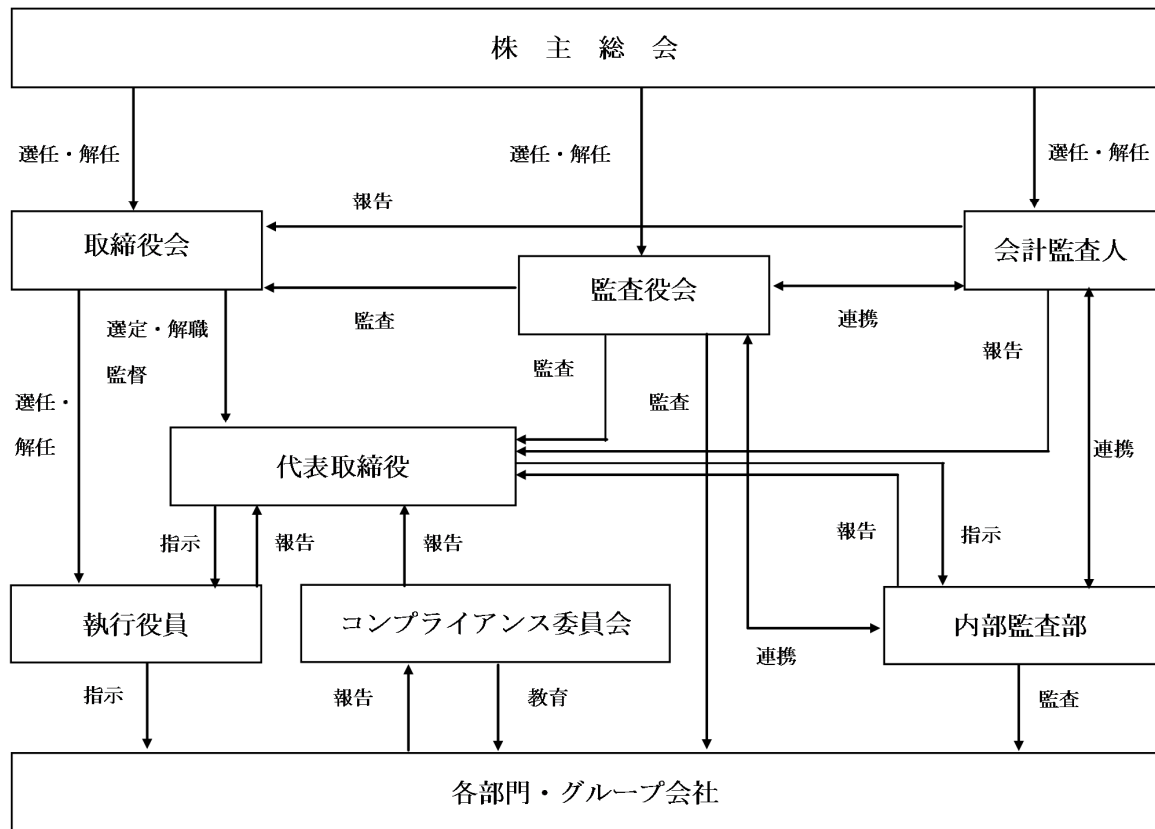 株　主　総　会
選任・解任
選任・解任
選任・解任
報告
取締役会
会計監査人
監査役会
監査
連携
選定・解職
監督
報告
監査
監査
選任・
解任
連携
代表取締役
指示
報告
報告
報告
指示
執行役員
コンプライアンス委員会
内部監査部
連携
指示
報告
教育
監査
各部門・グループ会社